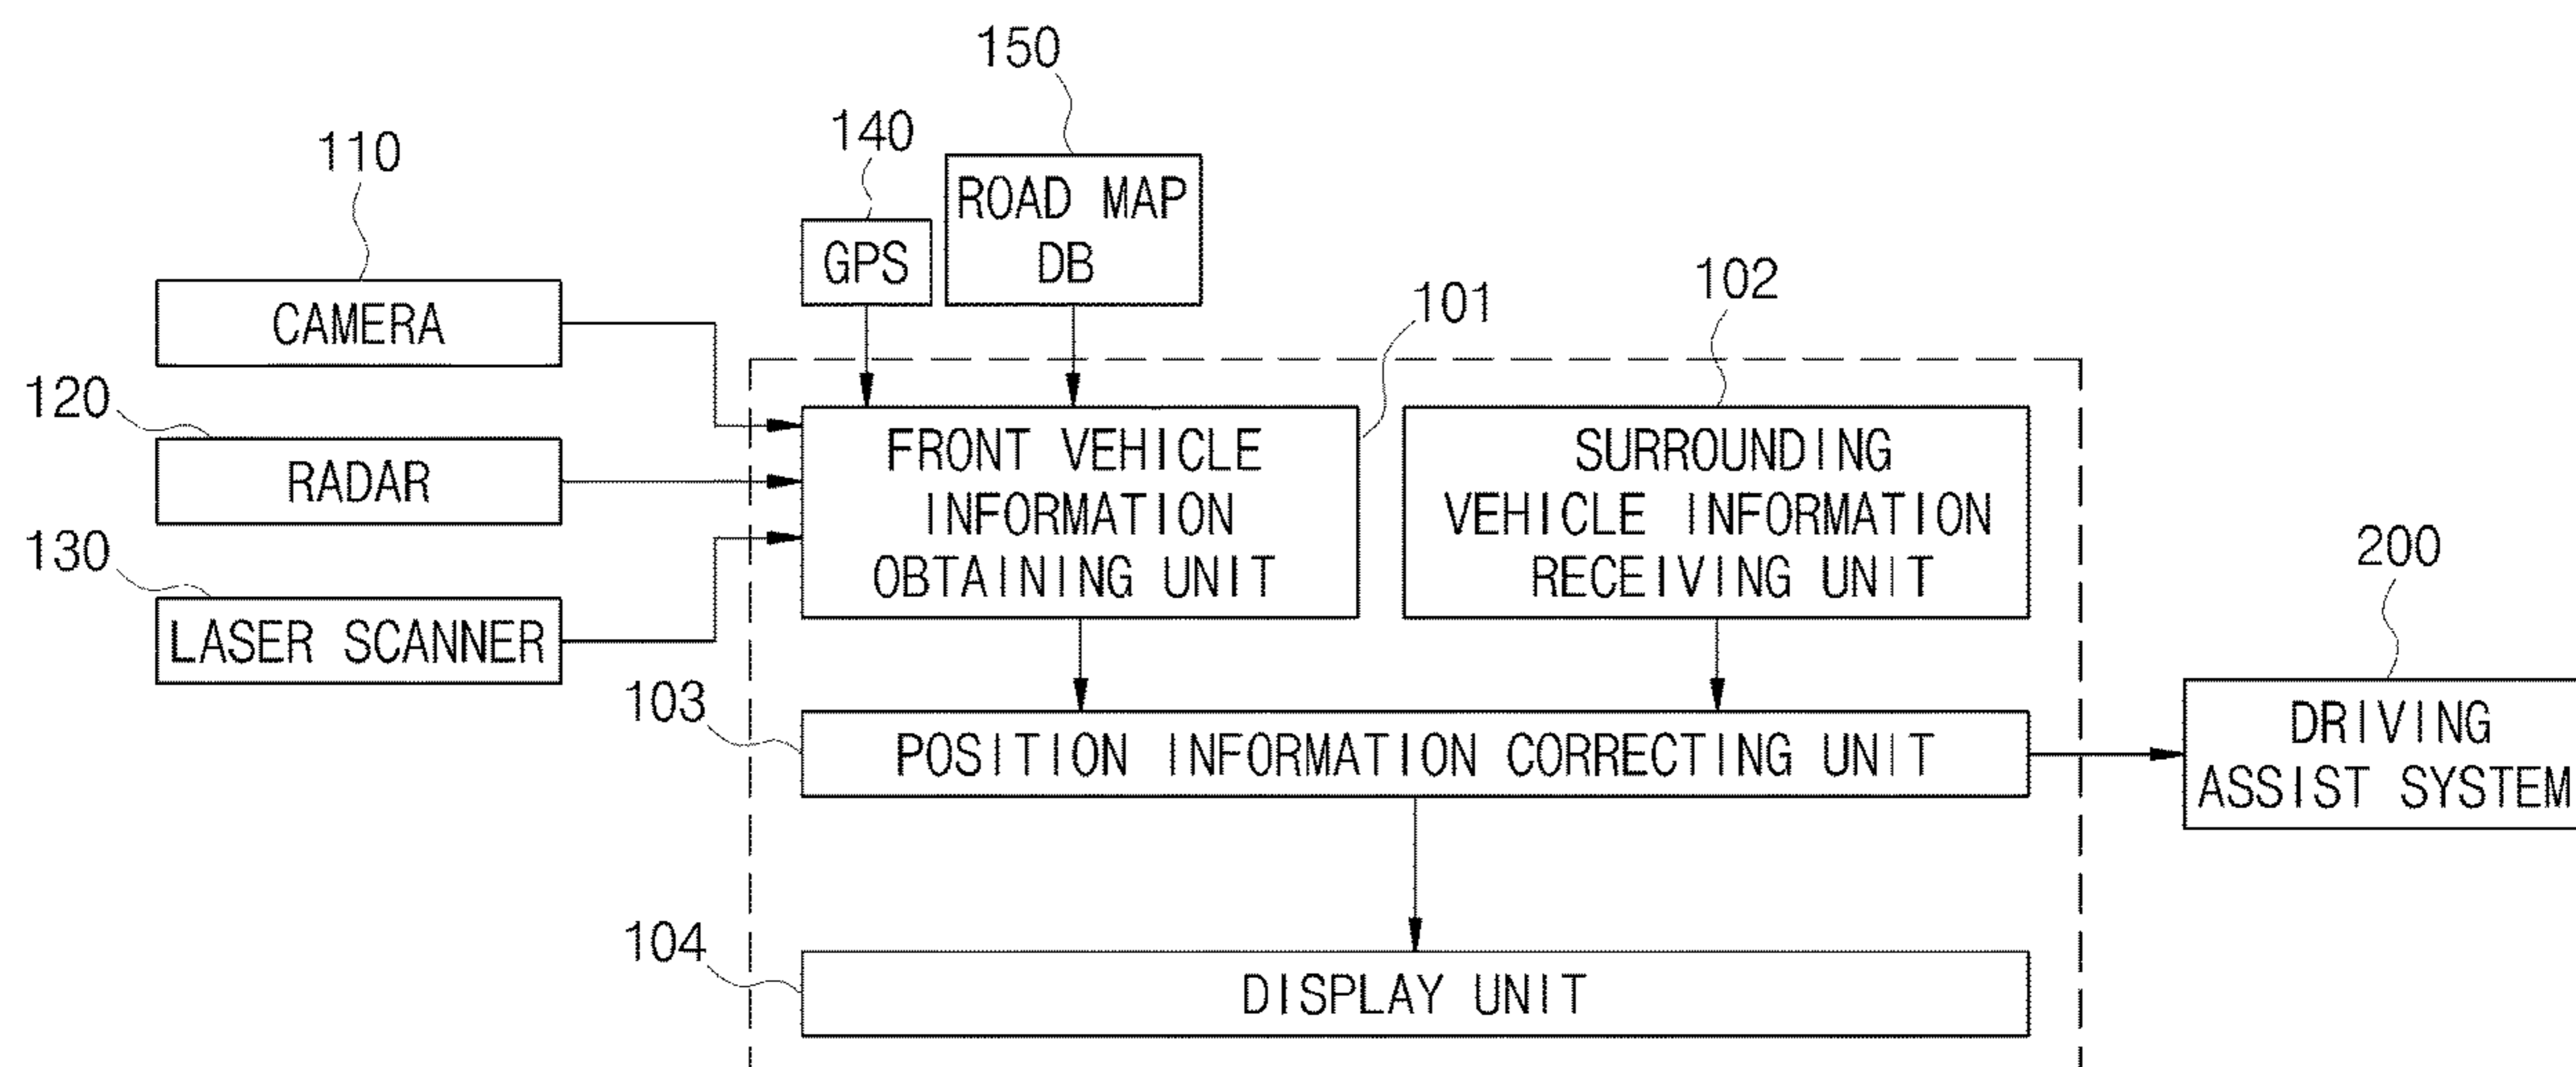 150
140
110
ROAD MAP
DB
GPS
102
101
CAMERA
120
FRONT VEHICLE
INFORMATION
OBTAINING UNIT
SURROUNDING
VEHICLE INFORMATION
RECEIVING UNIT
RADAR
130
200
LASER SCANNER
103
POSITION INFORMATION CORRECTING UNIT
DRIVING
ASSIST SYSTEM
104
DISPLAY UNIT